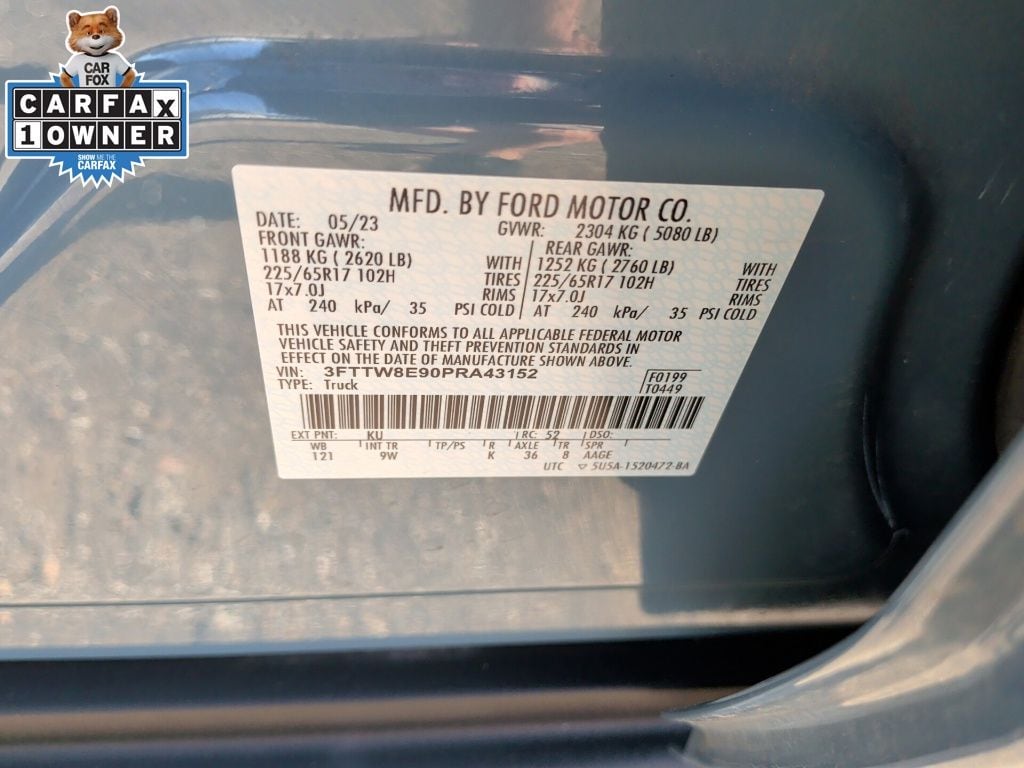 CAR
FOX
CARFAX
1 OWNER
SHOW ME THE
CARFAX
MFD. BY FORD MOTOR CO.
DATE: 05/23 GVWR: 2304 KG ( 5080 LB)
FRONT GAWR: REAR GAWR:
1188 KG ( 2620 LB) WITH 1252 KG ( 2760 LB) WITH
225/65R17 102H TIRES 225/65R17 102H TIRES
17x7.0J RIMS 17x7.0J RIMS
AT 240 kPa/ 35 PSI COLD AT 240 kPa/ 35 PSI COLD
THIS VEHICLE CONFORMS TO ALL APPLICABLE FEDERAL MOTOR
VEHICLE SAFETY AND THEFT PREVENTION STANDARDS IN
EFFECT ON THE DATE OF MANUFACTURE SHOWN ABOVE.
VIN: 3FTTW8E90PRA43152 F0199
TYPE: Truck T0449
EXT PNT: KU RC: 52 DSO:
WB INT TR TP/PS R AXLE TR SPR
121 9W K 36 8 AAGE
UTC ▽ 5U5A-1520472-BA